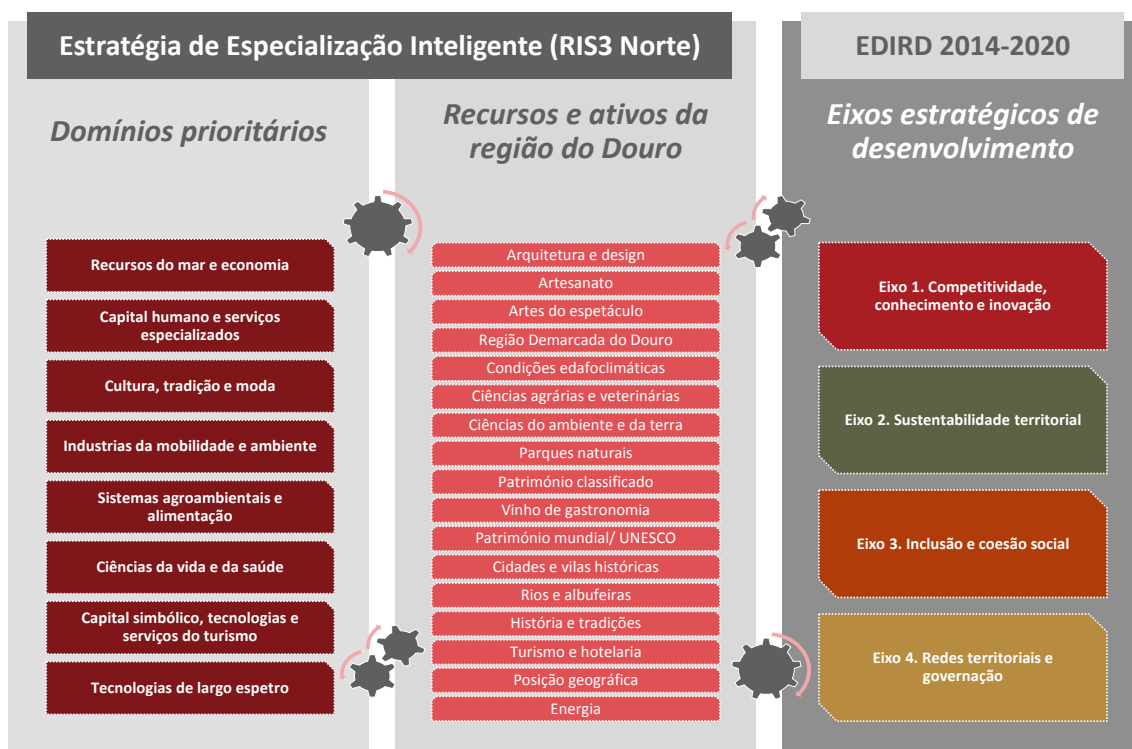 Estratégia de Especialização Inteligente (RIS3 Norte)
EDIRD 2014-2020
Domínios prioritários
Recursos do mar e economia
Capital humano e serviços
especializados
Cultura, tradição e moda
Industrias da mobilidade e ambiente
Sistemas agroambientais e
alimentação
Ciências da vida e da saúde
Capital simbólico, tecnologias e
serviços do turismo
Tecnologias de largo espetro
Recursos e ativos da
região do Douro
Arquitetura e design
Artesanato
Artes do espetáculo
Região Demarcada do Douro
Condições edafoclimáticas
Ciências agrárias e veterinárias
Ciências do ambiente e da terra
Parques naturais
Património classificado
Vinho de gastronomia
Património mundial/ UNESCO
Cidades e vilas históricas
Rios e albufeiras
História e tradições
Turismo e hotelaria
Posição geográfica
Energia
Eixos estratégicos de
desenvolvimento
Eixo 1. Competitividade,
conhecimento e inovação
Eixo 2. Sustentabilidade territorial
Eixo 3. Inclusão e coesão social
Eixo 4. Redes territoriais e
governação